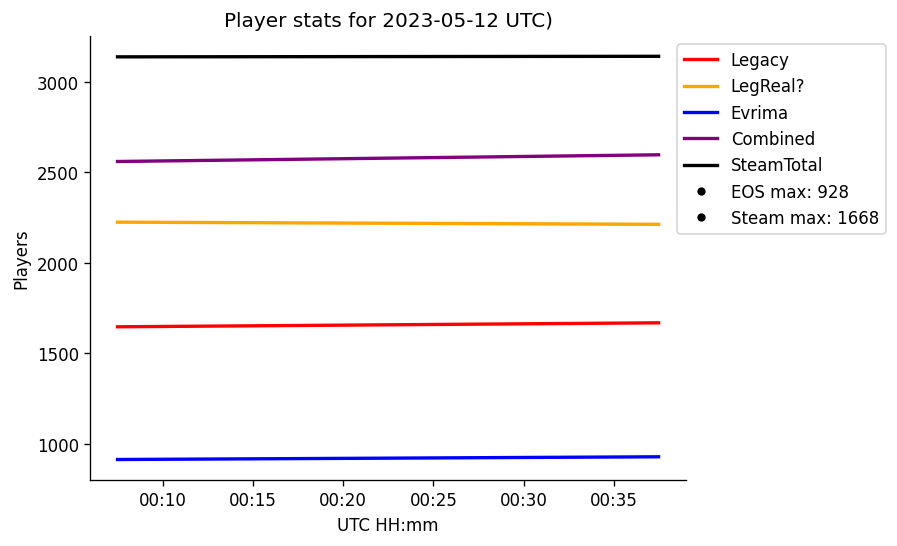 Player stats for 2023-05-12 UTC)
Legacy
LegReal?
Evrima
Combined
SteamTotal
EOS max: 928
Steam max: 1668
Players
3000
2500
2000
1500
1000
00:10 00:15 00:20 00:25 00:30 00:35
UTC HH:mm